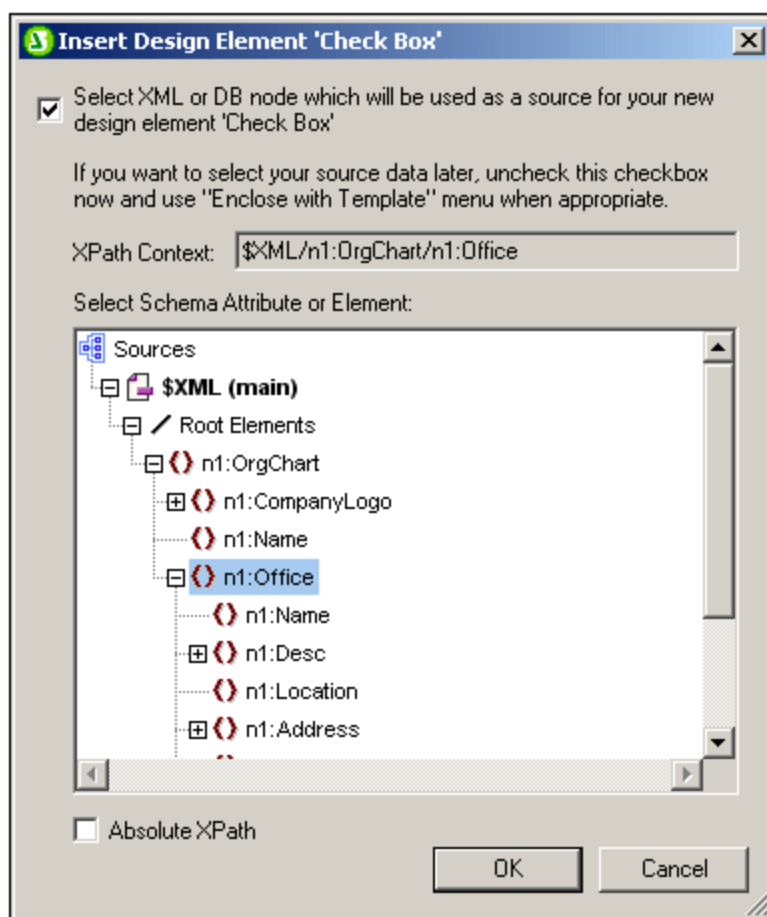 Insert Design Element 'Check Box'
Select XML or DB node which will be used as a source for your new
design element 'Check Box'
If you want to select your source data later, uncheck this checkbox
now and use "Enclose with Template" menu when appropriate.
XPath Context: $XML/n1:OrgChart/n1:Office
Select Schema Attribute or Element:
Sources
$XML (main)
Root Elements
n1:OrgChart
n1:CompanyLogo
n1:Name
n1:Office
n1:Name
n1:Desc
n1:Location
n1:Address
Absolute XPath
OK Cancel